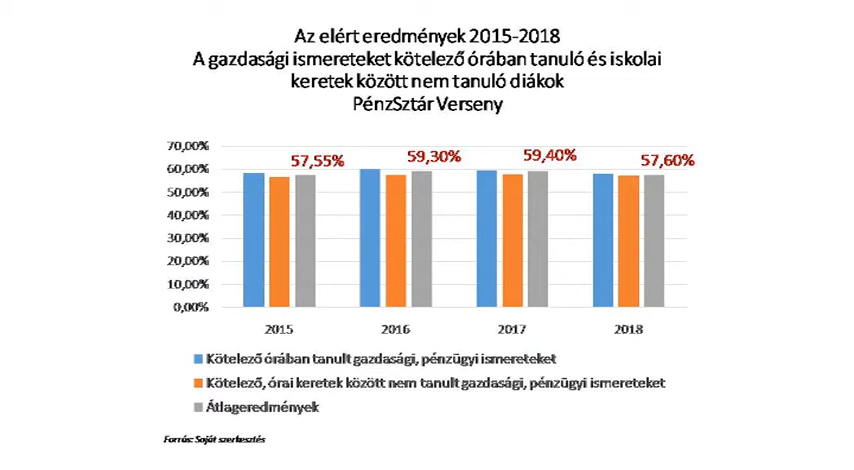 Az elért eredmények 2015-2018
A gazdasági ismereteket kötelező órában tanuló és iskolai
keretek között nem tanuló diákok
PénzSztár Verseny
70,00%
60,00%
50,00%
40,00%
30,00%
20,00%
10,00%
0,00%
57,55%
59,30%
59,40%
57,60%
2015
2016
2017
2018
Kötelező órában tanult gazdasági, pénzügyi ismereteket
Kötelező, órai keretek között nem tanult gazdasági, pénzügyi ismereteket
Átlageredmények
Forrás: Saját szerkesztés